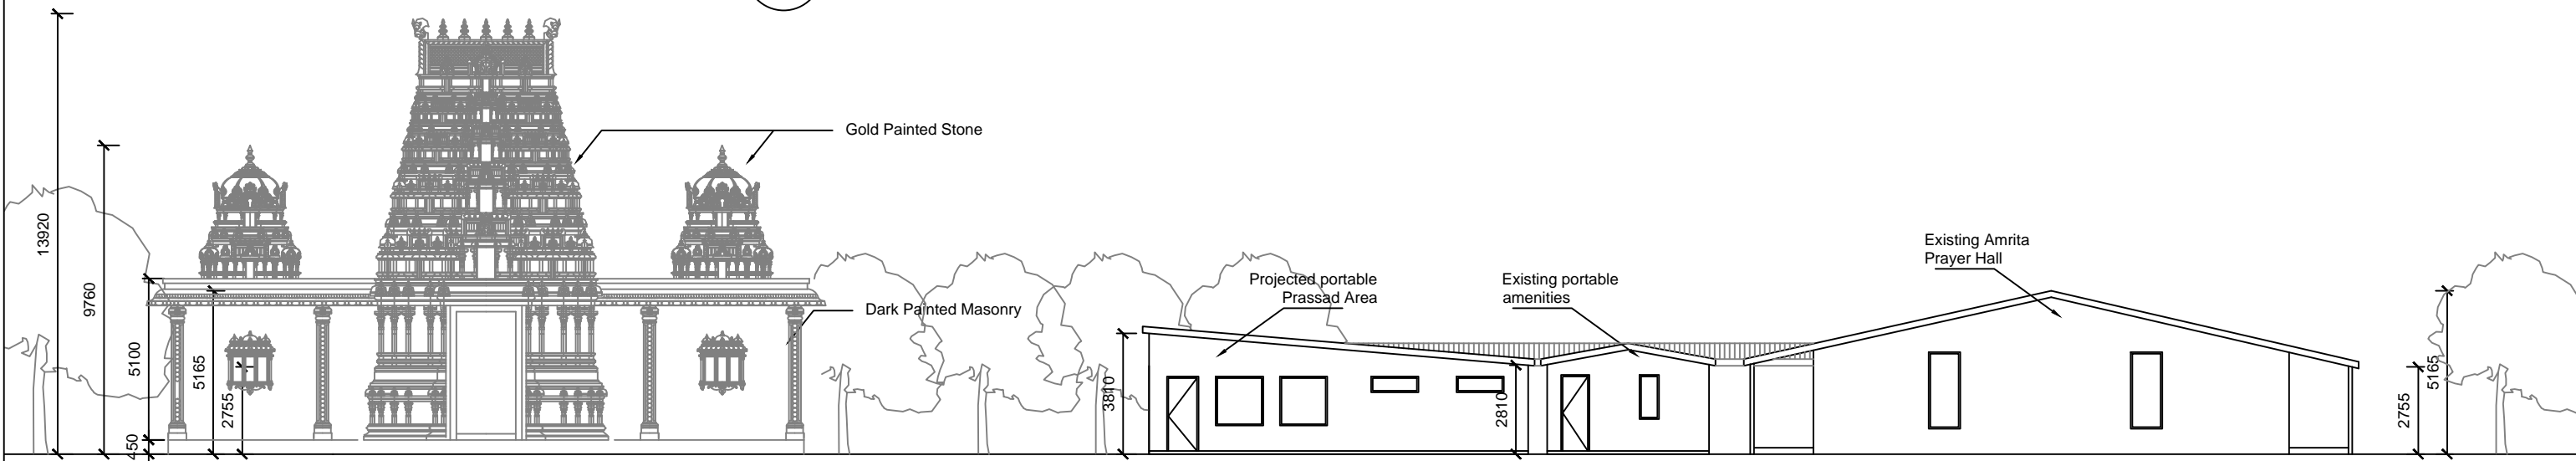 13920
9760
5100
450
5165
2755
Gold Painted Stone
Dark Painted Masonry
3810
Projected portable
Prassad Area
2810
Existing portable
amenities
Existing Amrita
Prayer Hall
2755
5165